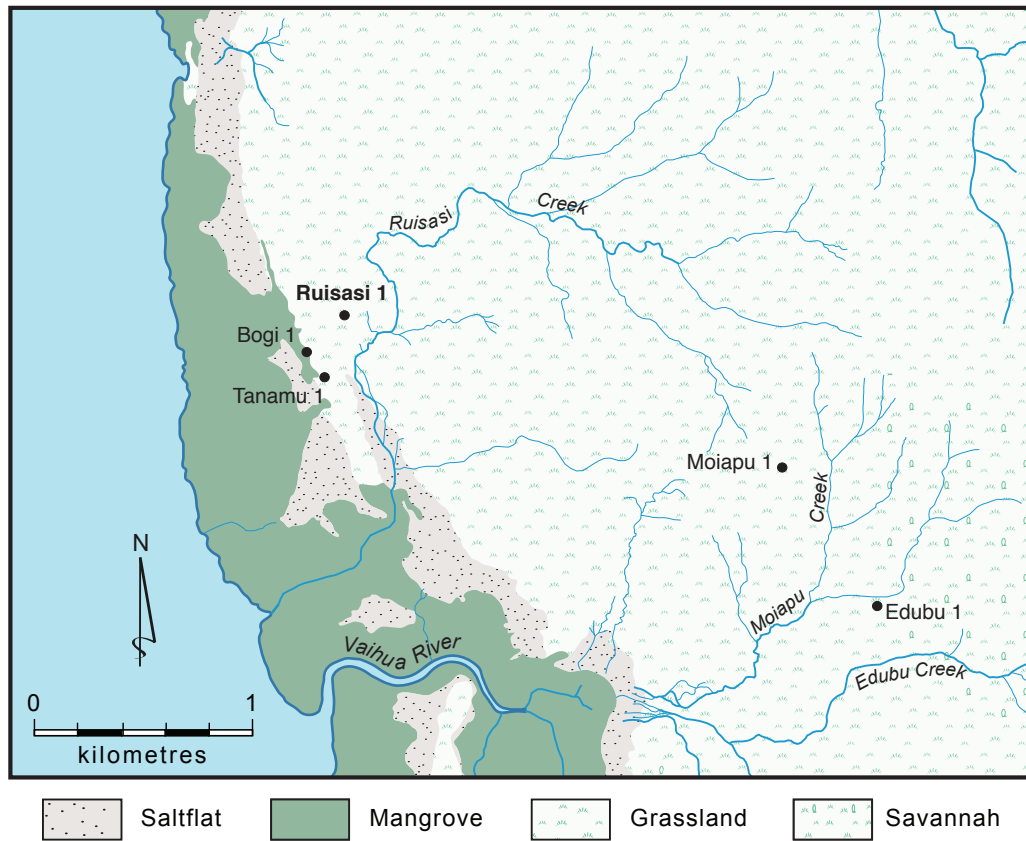 Ruisasi
Creek
Ruisasi 1
Bogi 1
Tanamu 1
Moiapu 1
Creek
Moiapu
Edubu 1
Edubu Creek
Vaihua River
N
0 1
kilometres
Saltflat Mangrove Grassland Savannah